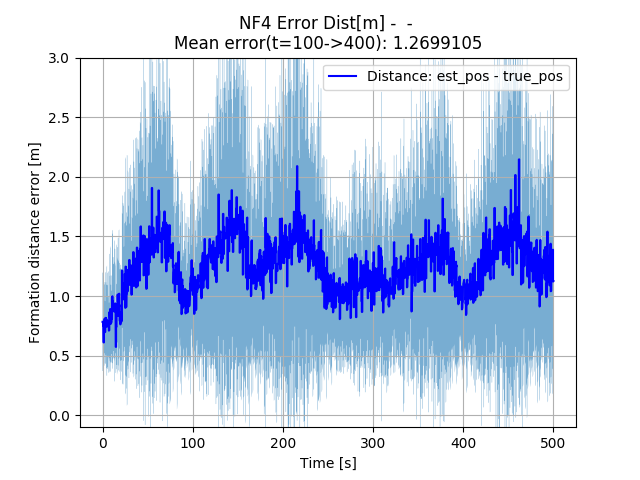 NF4 Error Dist[m] - -
Mean error(t=100->400): 1.2699105
Distance: est_pos - true_pos
Formation distance error [m]
3.0
2.5
2.0
1.5
1.0
0.5
0.0
0 100 200 300 400 500
Time [s]